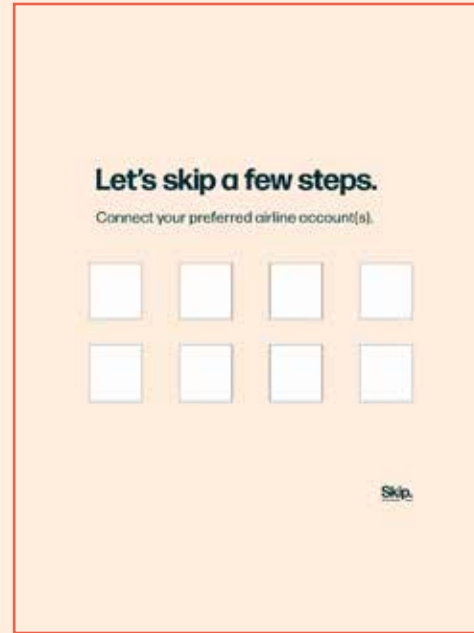 Let's skip a few steps.
Connect your preferred airline account(s).
Skip.